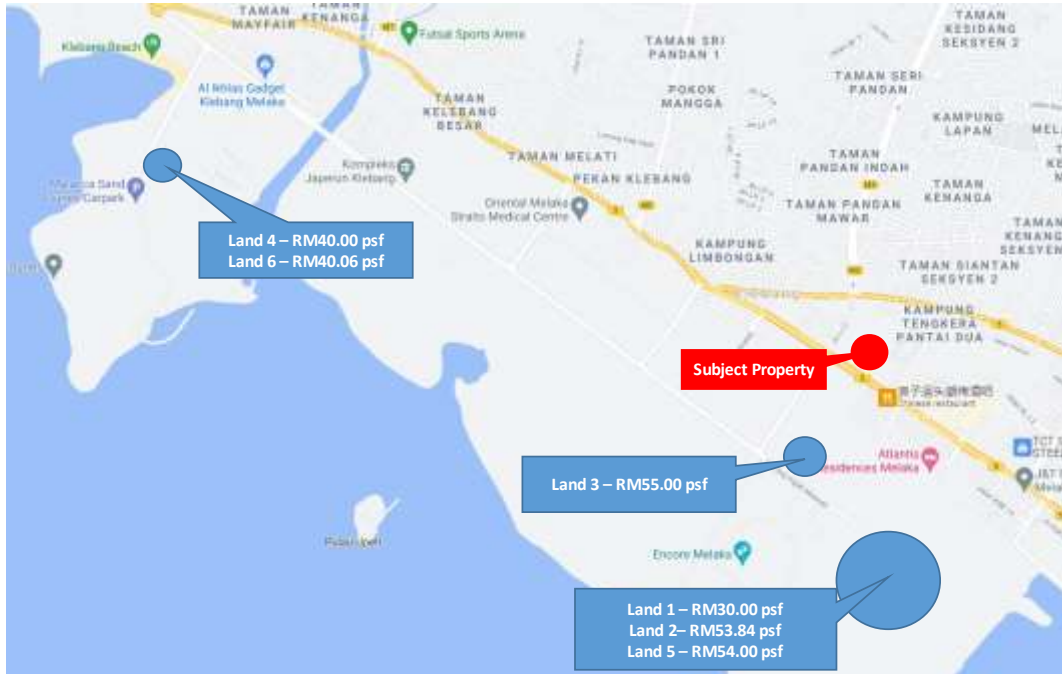 TAMAN
MAYFAIR
TAMAN
KENANGA
Klebang Beach
Futsal Sports Arena
Al Ikhlas Gadget
Klebang Melaka
TAMAN
KELEBANG
BESAR
TAMAN SRI
PANDAN 1
POKOK
MANGGA
TAMAN
KESIDANG
SEKSYEN 2
TAMAN SERI
PANDAN
KAMPUNG
LAPAN
TAMAN
PANDAN INDAH
TAMAN
KENANGA
TAMAN PANDAN
MAWAR
TAMAN MELATI
PEKAN KLEBANG
Kompleks
Japerun Klebang
Oriental Melaka
Straits Medical Centre
Carpark
Land 4 – RM40.00 psf
Land 6 – RM40.06 psf
KAMPUNG
LIMBONGAN
TAMAN SIANTAN
SEKSYEN 2
KAMPUNG
TENGKERA
PANTAI DUA
Subject Property
Chinese restaurant
Land 3 – RM55.00 psf
Atlantis
Residences Melaka
Pulau Upeh
Encore Melaka
Land 1 – RM30.00 psf
Land 2– RM53.84 psf
Land 5 – RM54.00 psf